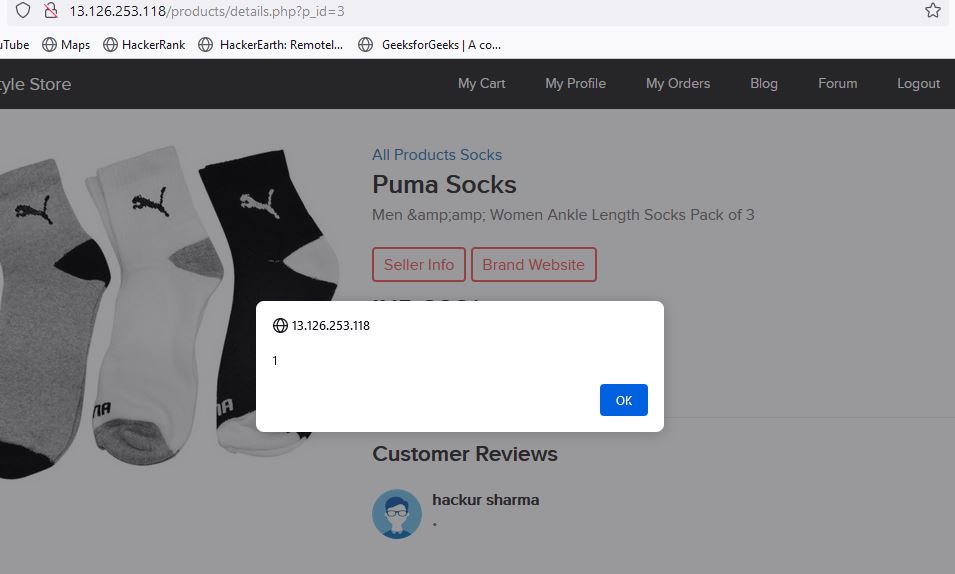 13.126.253.118/products/details.php?p_id=3
uTube Maps HackerRank HackerEarth: Remotel... GeeksforGeeks | A co...
tyle Store My Cart My Profile My Orders Blog Forum Logout
All Products Socks
Puma Socks
Men &amp;amp; Women Ankle Length Socks Pack of 3
Seller Info Brand Website
13.126.253.118
1
OK
Customer Reviews
hackur sharma
.